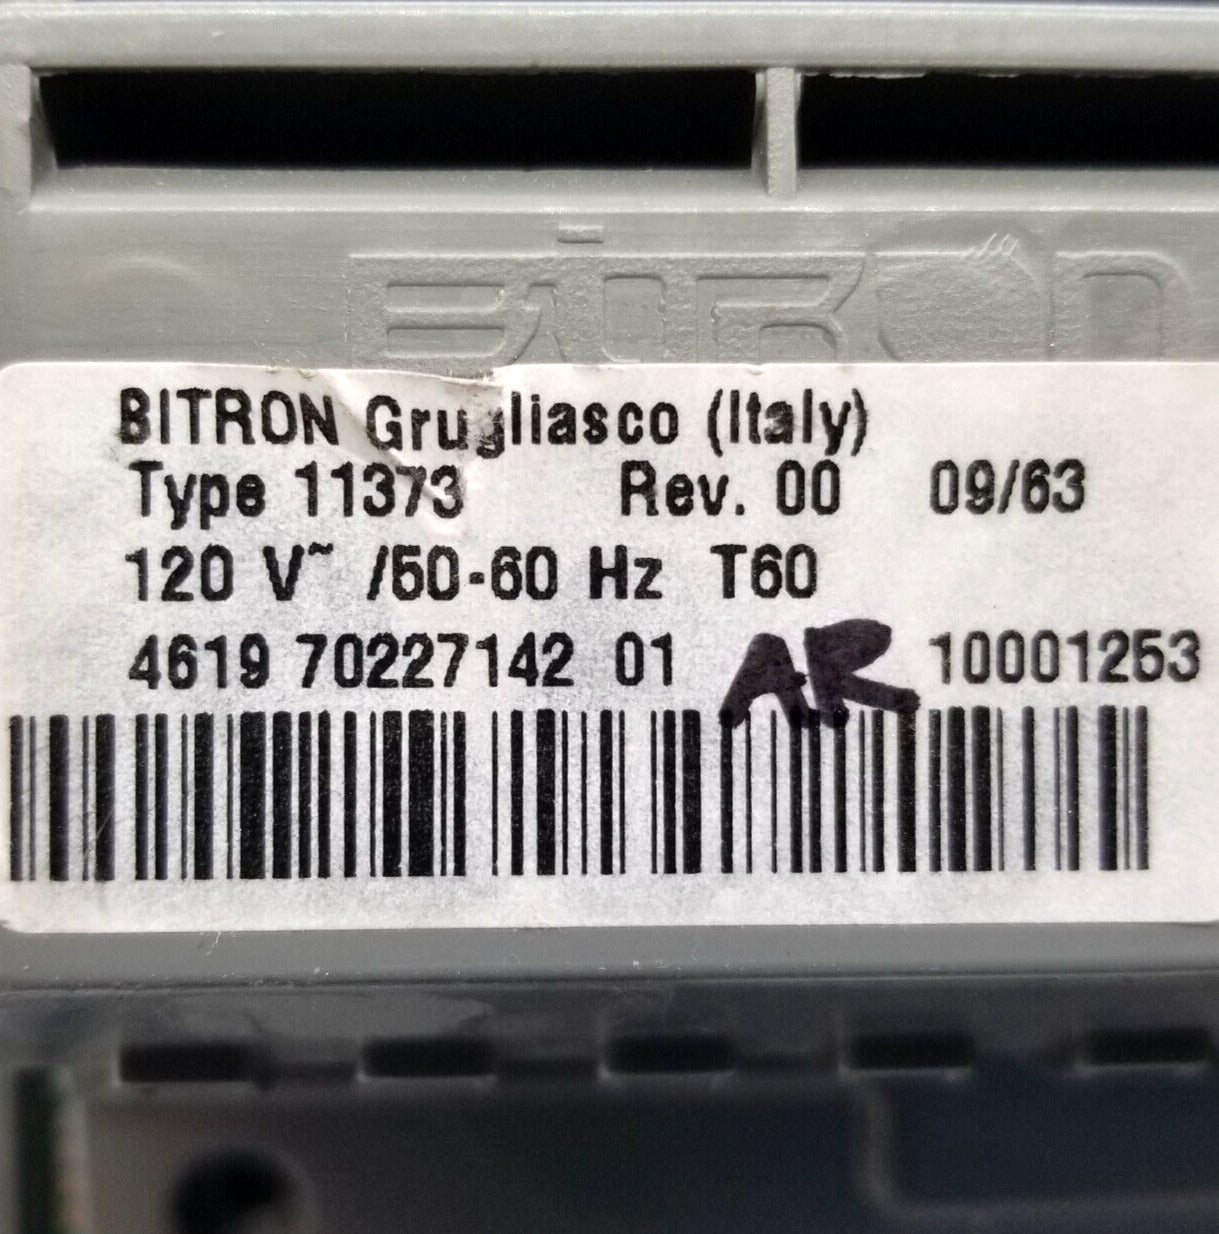 BiTRON
BITRON Grugliasco (Italy)
Type 11373 Rev. 00 09/63
120 V~ /50-60 Hz T60
4619 70227142 01 AR 10001253